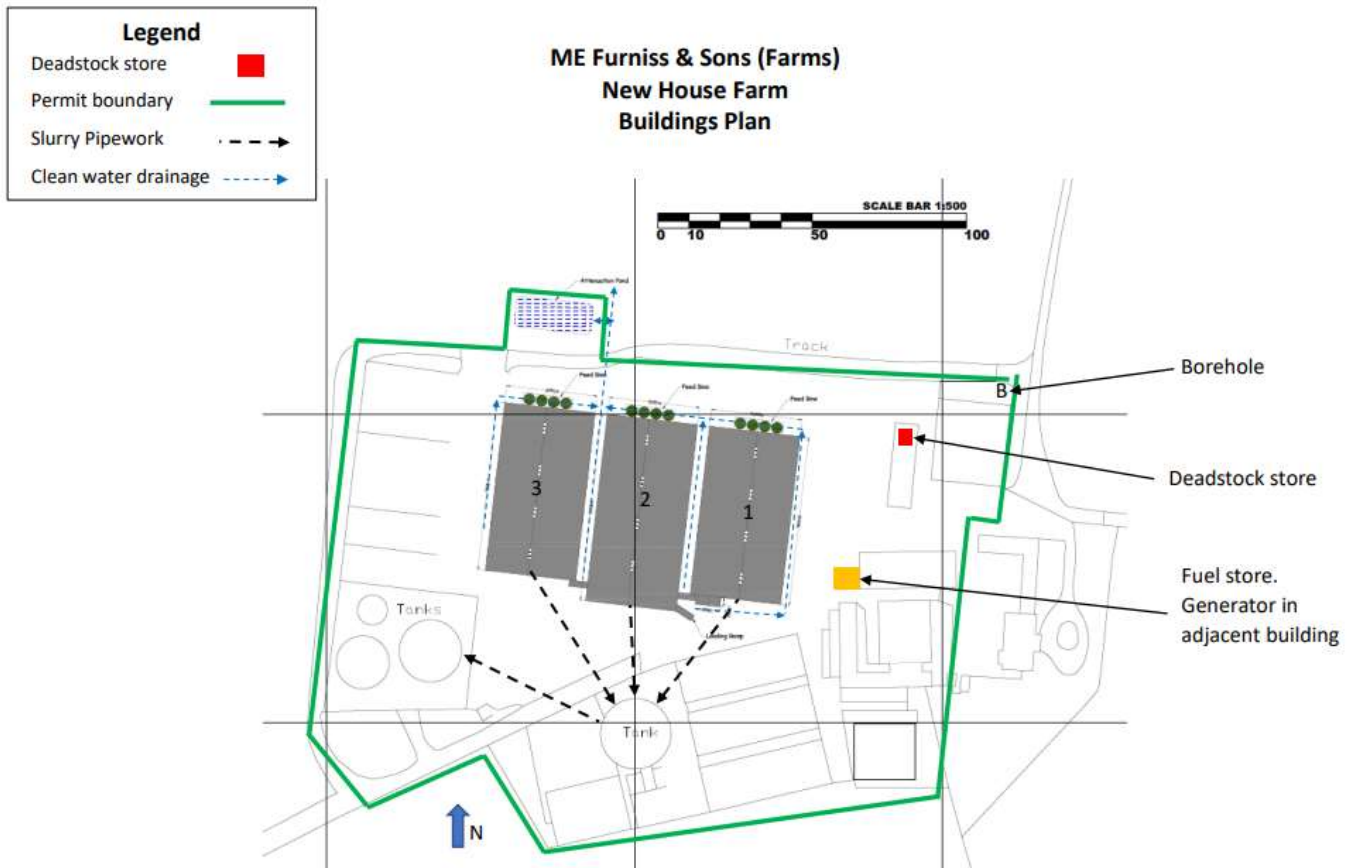 Legend
Deadstock store
Permit boundary
Slurry Pipework
Clean water drainage
ME Furniss & Sons (Farms)
New House Farm
Buildings Plan
SCALE BAR 1:500
0 10 50 100
Attenuation Pond
Track
Borehole
B
Feed Bins
Feed Bins
Feed Bins
Deadstock store
3
2
1
Fuel store.
Generator in
adjacent building
Tanks
Loading Ramp
Tank
N